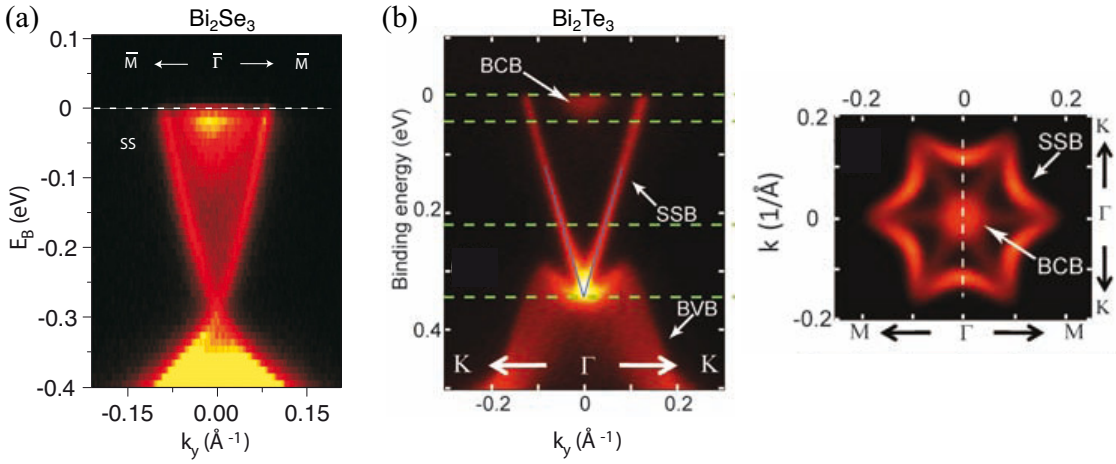 (a)
Bi2Se3
0.1
M̅ ← Γ̅ → M̅
0
SS
-0.1
-0.2
-0.3
-0.4
EB (eV)
-0.15 0.00 0.15
ky (Å -1)
(b)
Bi2Te3
BCB
0
SSB
0.2
BVB
0.4
Binding energy (eV)
K Γ K
-0.2 0 0.2
ky (Å -1)
-0.2 0 0.2
0.2
K
SSB
0
Γ
BCB
K
-0.2
k (1/Å)
M Γ M